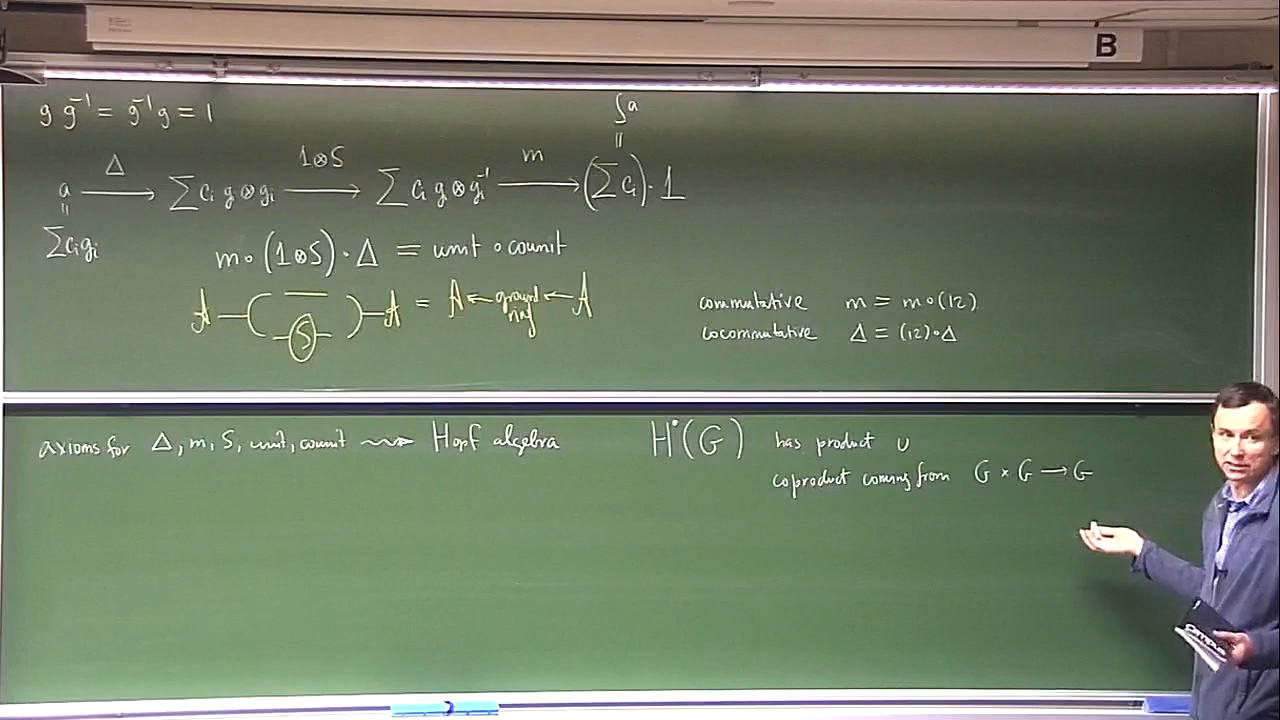 B
g g⁻¹ = g⁻¹ g = 1
∫a
=
a —Δ→ ∑ cᵢ g⊗gᵢ —1⊗S→ ∑ cᵢ g⊗gᵢ⁻¹ —m→ (∑ cᵢ)·1
=
∑cᵢgᵢ
m∘(1⊗S)∘Δ = unit ∘ counit
A —( S )— A = A ← ground ring ← A
commutative m = m∘(12)
cocommutative Δ = (12)∘Δ
axioms for Δ, m, S, unit, counit ⇝ Hopf algebra
H˙(G) has product ∪
coproduct coming from G × G → G